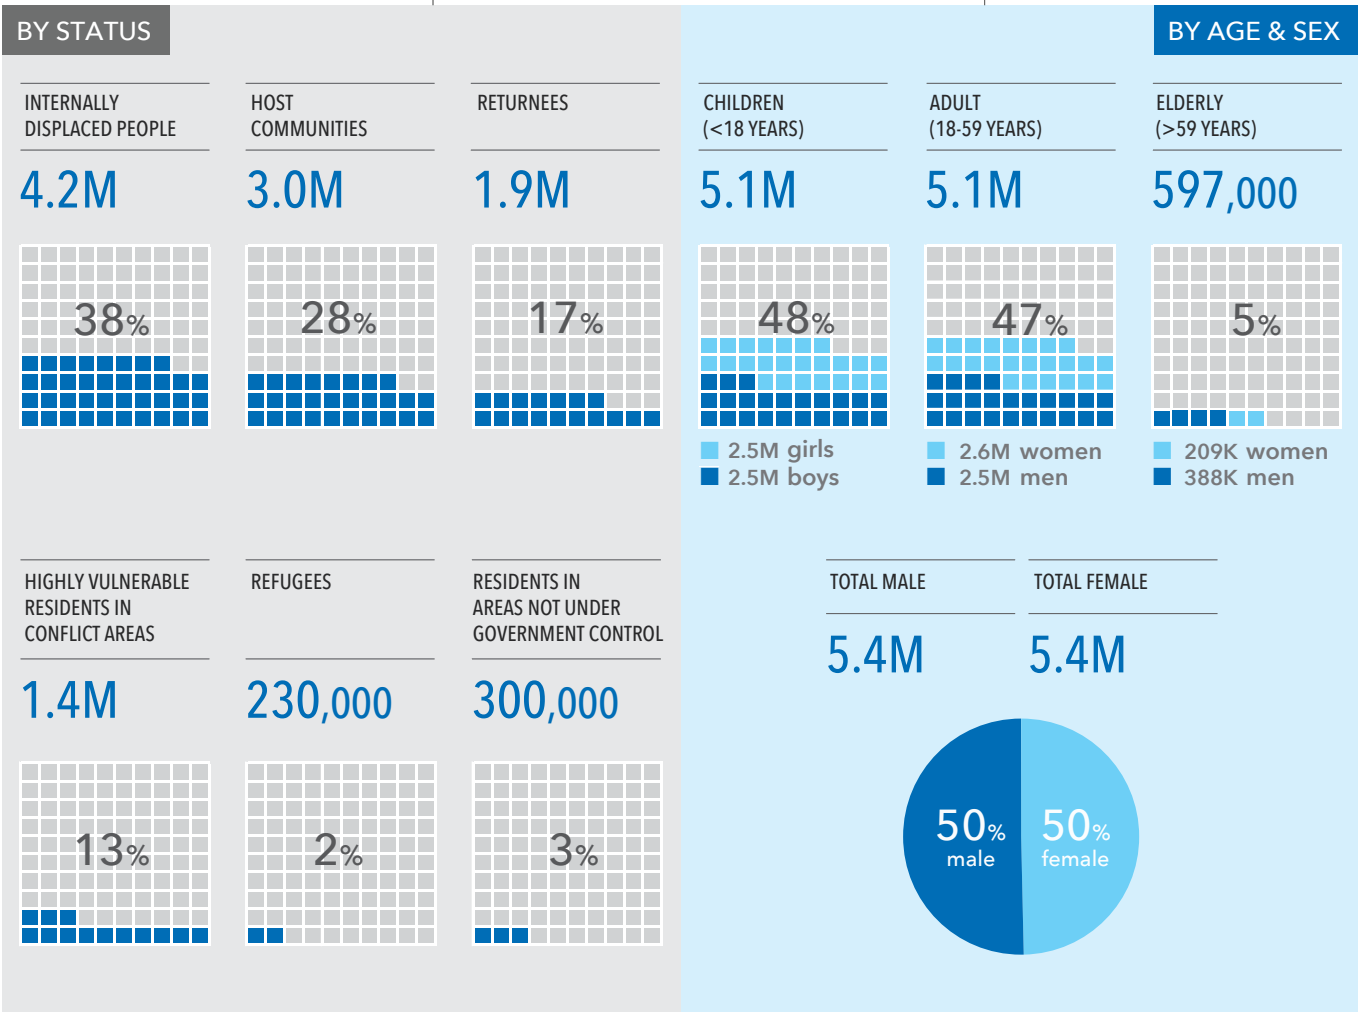 BY STATUS
INTERNALLY
DISPLACED PEOPLE
4.2M
38%
HOST
COMMUNITIES
3.0M
28%
RETURNEES
1.9M
17%
HIGHLY VULNERABLE
RESIDENTS IN
CONFLICT AREAS
1.4M
13%
REFUGEES
230,000
2%
RESIDENTS IN
AREAS NOT UNDER
GOVERNMENT CONTROL
300,000
3%
BY AGE & SEX
CHILDREN
(<18 YEARS)
5.1M
48%
2.5M girls
2.5M boys
ADULT
(18-59 YEARS)
5.1M
47%
2.6M women
2.5M men
ELDERLY
(>59 YEARS)
597,000
5%
209K women
388K men
TOTAL MALE
5.4M
TOTAL FEMALE
5.4M
50%
male
50%
female